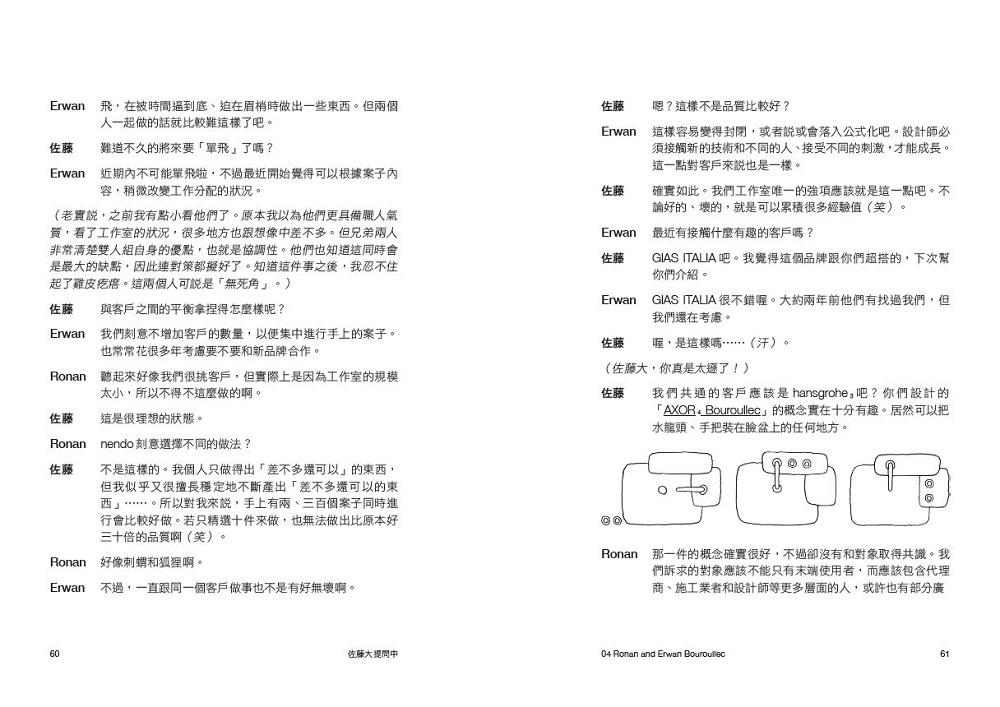 Erwan 飛,在被時間逼到底、迫在眉梢時做出一些東西。但兩個
人一起做的話就比較難這樣了吧。
佐藤 難道不久的將來要「單飛」了嗎?
Erwan 近期內不可能單飛啦,不過最近開始覺得可以根據案子內
容,稍微改變工作分配的狀況。
(老實說,之前我有點小看他們了。原本我以為他們更具備職人氣
質,看了工作室的狀況,很多地方也跟想像中差不多。但兄弟兩人
非常清楚雙人組自身的優點,也就是協調性。他們也知道這同時會
是最大的缺點,因此連對策都擬好了。知道這件事之後,我忍不住
起了雞皮疙瘩。這兩個人可說是「無死角」。)
佐藤 與客戶之間的平衡拿捏得怎麼樣呢?
Erwan 我們刻意不增加客戶的數量,以便集中進行手上的案子。
也常常花很多年考慮要不要和新品牌合作。
Ronan 聽起來好像我們很挑客戶,但實際上是因為工作室的規模
太小,所以不得不這麼做的啊。
佐藤 這是很理想的狀態。
Ronan nendo 刻意選擇不同的做法?
佐藤 不是這樣的。我個人只做得出「差不多還可以」的東西,
但我似乎又很擅長穩定地不斷產出「差不多還可以的東
西」……。所以對我來說,手上有兩、三百個案子同時進
行會比較好做。若只精選十件來做,也無法做出比原本好
三十倍的品質啊(笑)。
Ronan 好像刺蝟和狐狸啊。
Erwan 不過,一直跟同一個客戶做事也不是有好無壞啊。
60 佐藤大提問中
佐藤 嗯?這樣不是品質比較好?
Erwan 這樣容易變得封閉,或者說或會落入公式化吧。設計師必
須接觸新的技術和不同的人、接受不同的刺激,才能成長。
這一點對客戶來說也是一樣。
佐藤 確實如此。我們工作室唯一的強項應該就是這一點吧。不
論好的、壞的,就是可以累積很多經驗值(笑)。
Erwan 最近有接觸什麼有趣的客戶嗎?
佐藤 GIAS ITALIA 吧。我覺得這個品牌跟你們超搭的,下次幫
你們介紹。
Erwan GIAS ITALIA 很不錯喔。大約兩年前他們有找過我們,但
我們還在考慮。
佐藤 喔,是這樣嗎……(汗)。
(佐藤大,你真是太遜了!)
佐藤 我們共通的客戶應該是 hansgrohe3 吧?你們設計的
「AXOR4 Bouroullec」的概念實在十分有趣。居然可以把
水龍頭、手把裝在臉盆上的任何地方。
Ronan 那一件的概念確實很好,不過卻沒有和對象取得共識。我
們訴求的對象應該不能只有末端使用者,而應該包含代理
商、施工業者和設計師等更多層面的人,或許也有部分廣
04 Ronan and Erwan Bouroullec 61